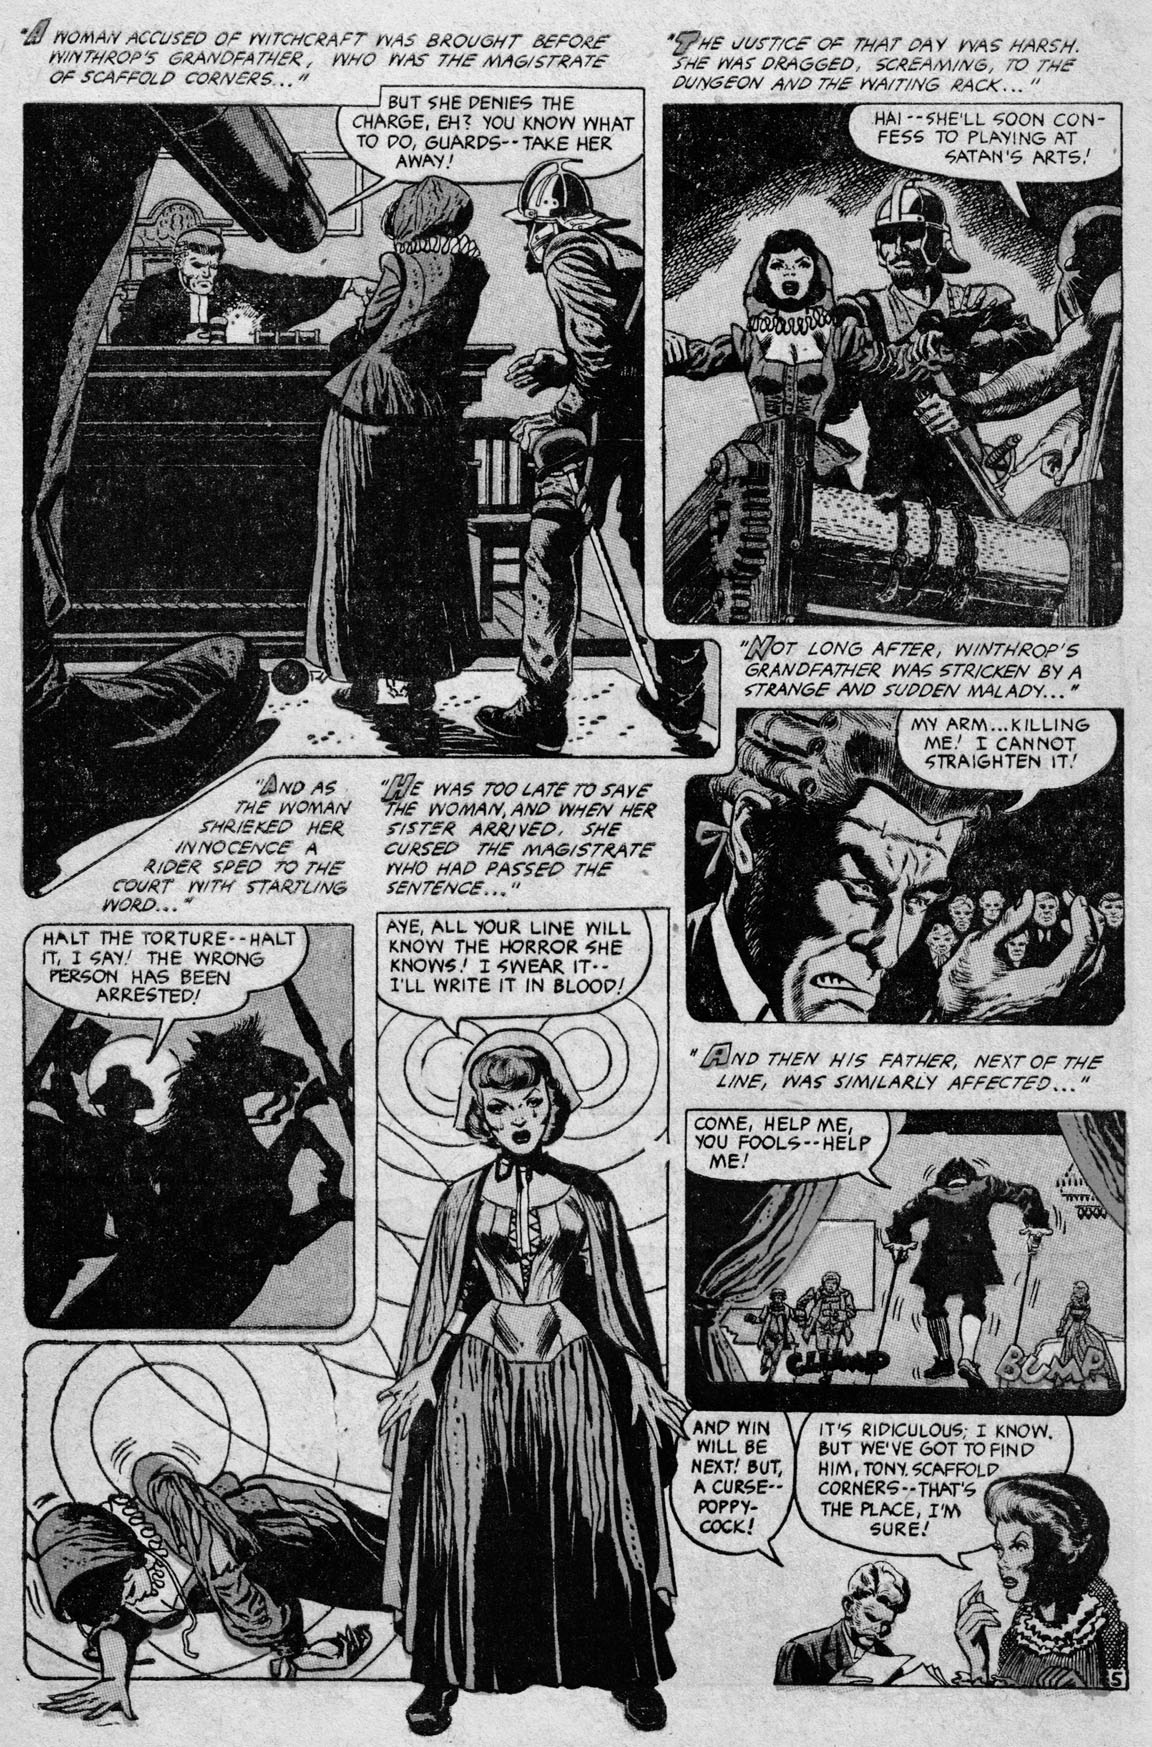 "A WOMAN ACCUSED OF WITCHCRAFT WAS BROUGHT BEFORE
WINTHROP'S GRANDFATHER, WHO WAS THE MAGISTRATE
OF SCAFFOLD CORNERS..."
BUT SHE DENIES THE
CHARGE, EH? YOU KNOW WHAT
TO DO, GUARDS--TAKE HER
AWAY!
"THE JUSTICE OF THAT DAY WAS HARSH.
SHE WAS DRAGGED, SCREAMING, TO THE
DUNGEON AND THE WAITING RACK..."
HAI--SHE'LL SOON CON-
FESS TO PLAYING AT
SATAN'S ARTS!
"AND AS
THE WOMAN
SHRIEKED HER
INNOCENCE A
RIDER SPED TO THE
COURT WITH STARTLING
WORD..."
HALT THE TORTURE--HALT
IT, I SAY! THE WRONG
PERSON HAS BEEN
ARRESTED!
"HE WAS TOO LATE TO SAVE
THE WOMAN, AND WHEN HER
SISTER ARRIVED, SHE
CURSED THE MAGISTRATE
WHO HAD PASSED THE
SENTENCE..."
AYE, ALL YOUR LINE WILL
KNOW THE HORROR SHE
KNOWS! I SWEAR IT--
I'LL WRITE IT IN BLOOD!
"NOT LONG AFTER, WINTHROP'S
GRANDFATHER WAS STRICKEN BY A
STRANGE AND SUDDEN MALADY..."
MY ARM...KILLING
ME! I CANNOT
STRAIGHTEN IT!
"AND THEN HIS FATHER, NEXT OF THE
LINE, WAS SIMILARLY AFFECTED..."
COME, HELP ME,
YOU FOOLS--HELP
ME!
CLUMP
BUMP
AND WIN
WILL BE
NEXT! BUT,
A CURSE--
POPPY-
COCK!
IT'S RIDICULOUS; I KNOW.
BUT WE'VE GOT TO FIND
HIM, TONY. SCAFFOLD
CORNERS--THAT'S
THE PLACE, I'M
SURE!
5